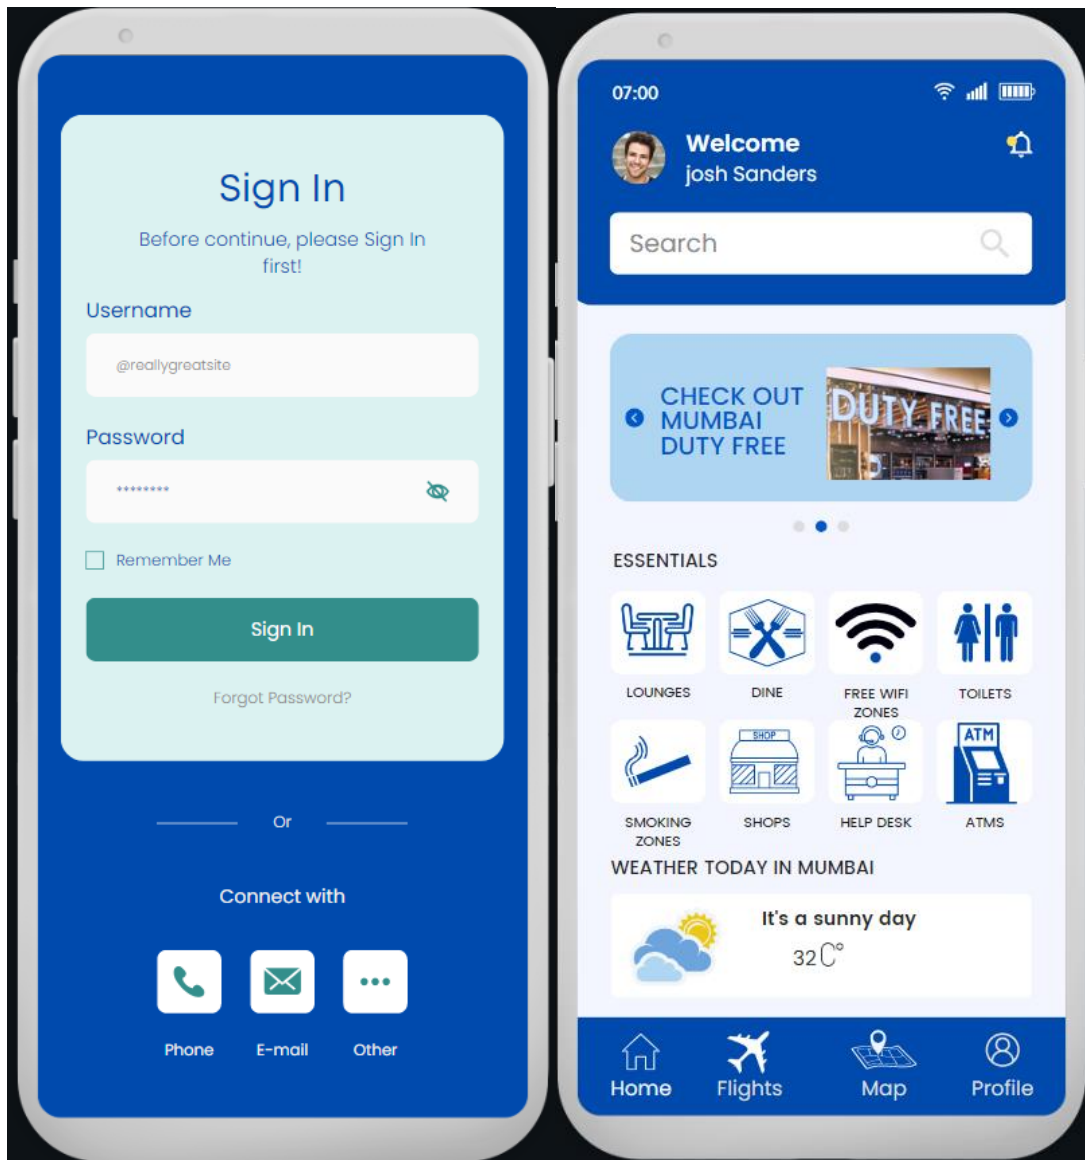 Sign In
Before continue, please Sign In
first!
Username
@reallygreatsite
Password
********
Remember Me
Sign In
Forgot Password?
Or
Connect with
Phone
E-mail
Other
07:00
Welcome
josh Sanders
Search
CHECK OUT
MUMBAI
DUTY FREE
DUTY FREE
ESSENTIALS
LOUNGES
DINE
FREE WIFI
ZONES
TOILETS
SHOP
ATM
SMOKING
ZONES
SHOPS
HELP DESK
ATMS
WEATHER TODAY IN MUMBAI
It's a sunny day
32C°
Home
Flights
Map
Profile